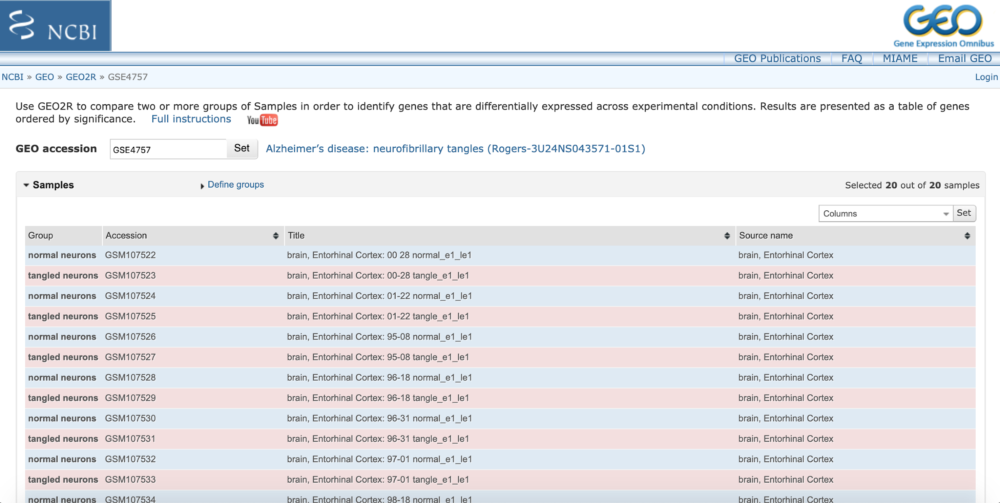 NCBI
GEO
Gene Expression Omnibus
GEO Publications FAQ MIAME Email GEO
NCBI » GEO » GEO2R » GSE4757 Login
Use GEO2R to compare two or more groups of Samples in order to identify genes that are differentially expressed across experimental conditions. Results are presented as a table of genes
ordered by significance. Full instructions YouTube
GEO accession GSE4757 Set Alzheimer’s disease: neurofibrillary tangles (Rogers-3U24NS043571-01S1)
Samples Define groups Selected 20 out of 20 samples
Columns Set
Group Accession Title Source name
normal neurons GSM107522 brain, Entorhinal Cortex: 00 28 normal_e1_le1 brain, Entorhinal Cortex
tangled neurons GSM107523 brain, Entorhinal Cortex: 00-28 tangle_e1_le1 brain, Entorhinal Cortex
normal neurons GSM107524 brain, Entorhinal Cortex: 01-22 normal_e1_le1 brain, Entorhinal Cortex
tangled neurons GSM107525 brain, Entorhinal Cortex: 01-22 tangle_e1_le1 brain, Entorhinal Cortex
normal neurons GSM107526 brain, Entorhinal Cortex: 95-08 normal_e1_le1 brain, Entorhinal Cortex
tangled neurons GSM107527 brain, Entorhinal Cortex: 95-08 tangle_e1_le1 brain, Entorhinal Cortex
normal neurons GSM107528 brain, Entorhinal Cortex: 96-18 normal_e1_le1 brain, Entorhinal Cortex
tangled neurons GSM107529 brain, Entorhinal Cortex: 96-18 tangle_e1_le1 brain, Entorhinal Cortex
normal neurons GSM107530 brain, Entorhinal Cortex: 96-31 normal_e1_le1 brain, Entorhinal Cortex
tangled neurons GSM107531 brain, Entorhinal Cortex: 96-31 tangle_e1_le1 brain, Entorhinal Cortex
normal neurons GSM107532 brain, Entorhinal Cortex: 97-01 normal_e1_le1 brain, Entorhinal Cortex
tangled neurons GSM107533 brain, Entorhinal Cortex: 97-01 tangle_e1_le1 brain, Entorhinal Cortex
normal neurons GSM107534 brain, Entorhinal Cortex: 98-18 normal_e1_le1 brain, Entorhinal Cortex